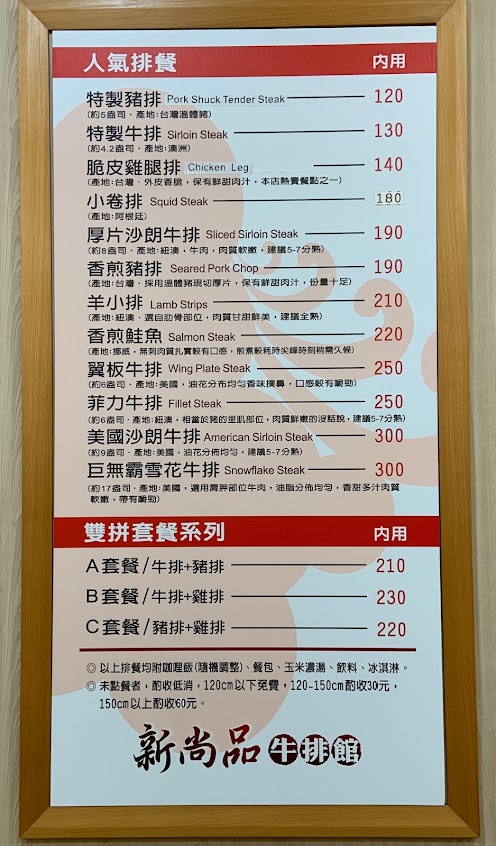 人氣排餐 內用
特製豬排 Pork Shuck Tender Steak 120
(約5盎司．產地:台灣溫體豬)
特製牛排 Sirloin Steak 130
(約4.2盎司．產地:澳洲)
脆皮雞腿排 Chicken Leg 140
(產地:台灣．外皮香脆，保有鮮甜肉汁，本店熱賣餐點之一)
小卷排 Squid Steak 180
(產地:阿根廷)
厚片沙朗牛排 Sliced Sirloin Steak 190
(約8盎司．產地:紐澳，牛肉，肉質軟嫩，建議5-7分熟)
香煎豬排 Seared Pork Chop 190
(產地:台灣．採用溫體豬現切厚片，保有鮮甜肉汁，份量十足)
羊小排 Lamb Strips 210
(產地:紐澳．選自肋骨部位，肉質甘甜鮮美，建議全熟)
香煎鮭魚 Salmon Steak 220
(產地:挪威，無刺肉質扎實較有口感，煎煮較耗時尖峰時刻稍需久候)
翼板牛排 Wing Plate Steak 250
(約6盎司．產地:美國，油花分布均勻香味撲鼻，口感較有嚼勁)
菲力牛排 Fillet Steak 250
(約6盎司．產地:紐澳，相當於豬的里肌部位，肉質鮮嫩的沒話說，建議5-7分熟)
美國沙朗牛排 American Sirloin Steak 300
(約9盎司．產地:美國，油花分佈均勻，建議5-7分熟)
巨無霸雪花牛排 Snowflake Steak 300
(約17盎司．產地:美國，選用肩胛部位牛肉，油脂分佈均勻，香甜多汁肉質
軟嫩，帶有嚼勁)
雙拼套餐系列 內用
A套餐/牛排+豬排 210
B套餐/牛排+雞排 230
C套餐/豬排+雞排 220
◎ 以上排餐均附咖哩飯(隨機調整)、餐包、玉米濃湯、飲料、冰淇淋。
◎ 未點餐者，酌收低消，120cm以下免費，120~150cm酌收30元，
150cm以上酌收60元。
新尚品牛排館